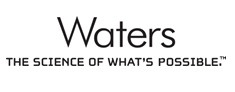 Waters
THE SCIENCE OF WHAT'S POSSIBLE.™